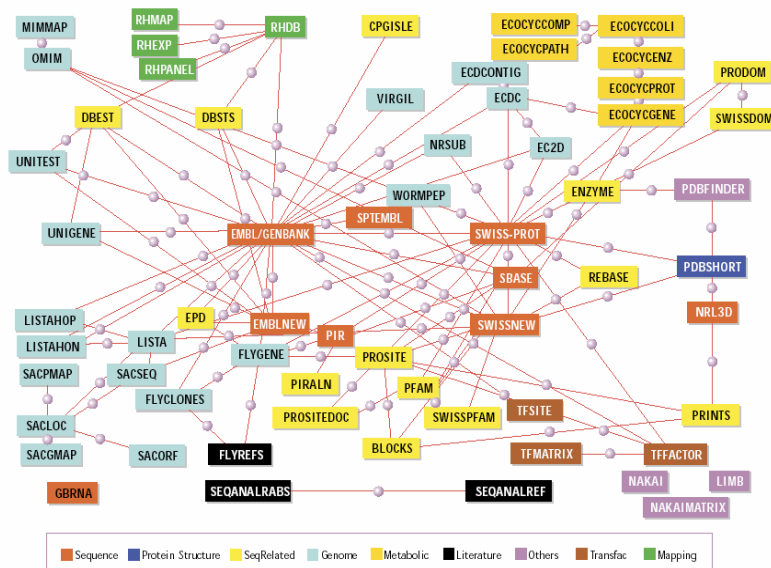 MIMMAP
OMIM
RHMAP
RHEXP
RHPANEL
RHDB
CPGISLE
ECOCYCCOMP
ECOCYCCOLI
ECOCYCPATH
ECOCYCENZ
ECDCONTIG
PRODOM
ECOCYCPROT
VIRGIL
ECDC
ECOCYCGENE
SWISSDOM
DBEST
DBSTS
UNITEST
NRSUB
EC2D
WORMPEP
ENZYME
PDBFINDER
SPTEMBL
UNIGENE
EMBL/GENBANK
SWISS-PROT
SBASE
REBASE
PDBSHORT
LISTAHOP
EPD
EMBLNEW
SWISSNEW
NRL3D
LISTAHON
LISTA
PIR
FLYGENE
PROSITE
SACPMAP
SACSEQ
PIRALN
PFAM
FLYCLONES
PROSITEDOC
SWISSPFAM
TFSITE
PRINTS
SACLOC
SACGMAP
SACORF
FLYREFS
BLOCKS
TFMATRIX
TFFACTOR
GBRNA
SEQANALRABS
SEQANALREF
NAKAI
LIMB
NAKAIMATRIX
Sequence Protein Structure SeqRelated Genome Metabolic Literature Others Transfac Mapping